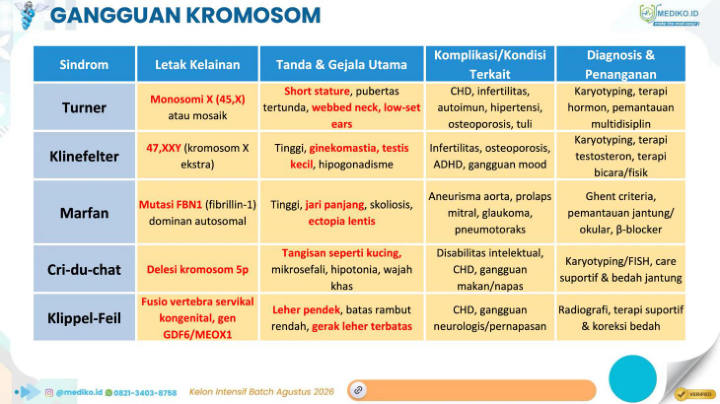 GANGGUAN KROMOSOM
MEDIKO.ID
Sindrom
Letak Kelainan
Tanda & Gejala Utama
Komplikasi/Kondisi
Terkait
Diagnosis &
Penanganan
Turner
Monosomi X (45,X)
atau mosaik
Short stature, pubertas
tertunda, webbed neck, low-set
ears
CHD, infertilitas,
autoimun, hipertensi,
osteoporosis, tuli
Karyotyping, terapi
hormon, pemantauan
multidisiplin
Klinefelter
47,XXY (kromosom X
ekstra)
Tinggi, ginekomastia, testis
kecil, hipogonadisme
Infertilitas, osteoporosis,
ADHD, gangguan mood
Karyotyping, terapi
testosteron, terapi
bicara/fisik
Marfan
Mutasi FBN1 (fibrillin-1)
dominan autosomal
Tinggi, jari panjang, skoliosis,
ectopia lentis
Aneurisma aorta, prolaps
mitral, glaukoma,
pneumotoraks
Ghent criteria,
pemantauan jantung/
okular, β-blocker
Cri-du-chat
Delesi kromosom 5p
Tangisan seperti kucing,
mikrosefali, hipotonia, wajah
khas
Disabilitas intelektual,
CHD, gangguan
makan/napas
Karyotyping/FISH, care
suportif & bedah jantung
Klippel-Feil
Fusio vertebra servikal
kongenital, gen
GDF6/MEOX1
Leher pendek, batas rambut
rendah, gerak leher terbatas
CHD, gangguan
neurologis/pernapasan
Radiografi, terapi suportif
& koreksi bedah
@mediko.id 0821-3403-8758
Kelon Intensif Batch Agustus 2026
VERIFIED